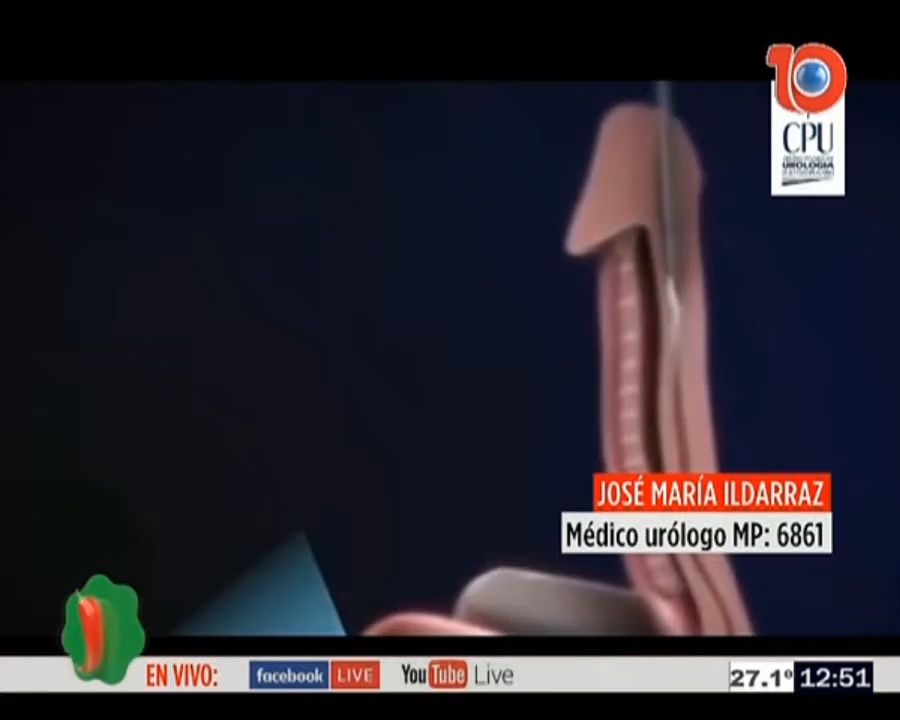 10
CPU
UROLOGIA
JOSÉ MARÍA ILDARRAZ
Médico urólogo MP: 6861
EN VIVO: facebook LIVE YouTube Live 27.1º 12:51